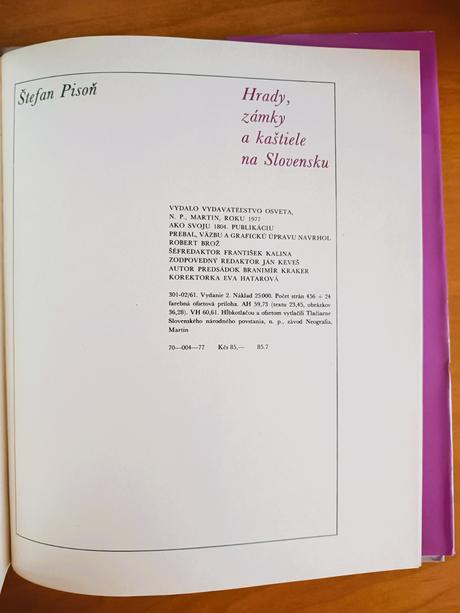 Štefan Pisoň
Hrady,
zámky
a kaštiele
na Slovensku
VYDALO VYDAVATEĽSTVO OSVETA,
N. P., MARTIN, ROKU 1977
AKO SVOJU 1804. PUBLIKÁCIU
PREBAL, VÄZBU A GRAFICKÚ ÚPRAVU NAVRHOL
ROBERT BROŽ
ŠÉFREDAKTOR FRANTIŠEK KALINA
ZODPOVEDNÝ REDAKTOR JÁN KEVEŠ
AUTOR PREDSÁDOK BRANIMÍR KRAKER
KOREKTORKA EVA HATAROVÁ
301-02/61. Vydanie 2. Náklad 25 000. Počet strán 456 + 24
farebná ofsetová príloha. AH 59,73 (textu 23,45, obrázkov
36,28). VH 60,61. Hĺbkotlačou a ofsetom vytlačili Tlačiarne
Slovenského národného povstania, n. p., závod Neografia,
Martin
70—004—77 Kčs 85,— 85.7